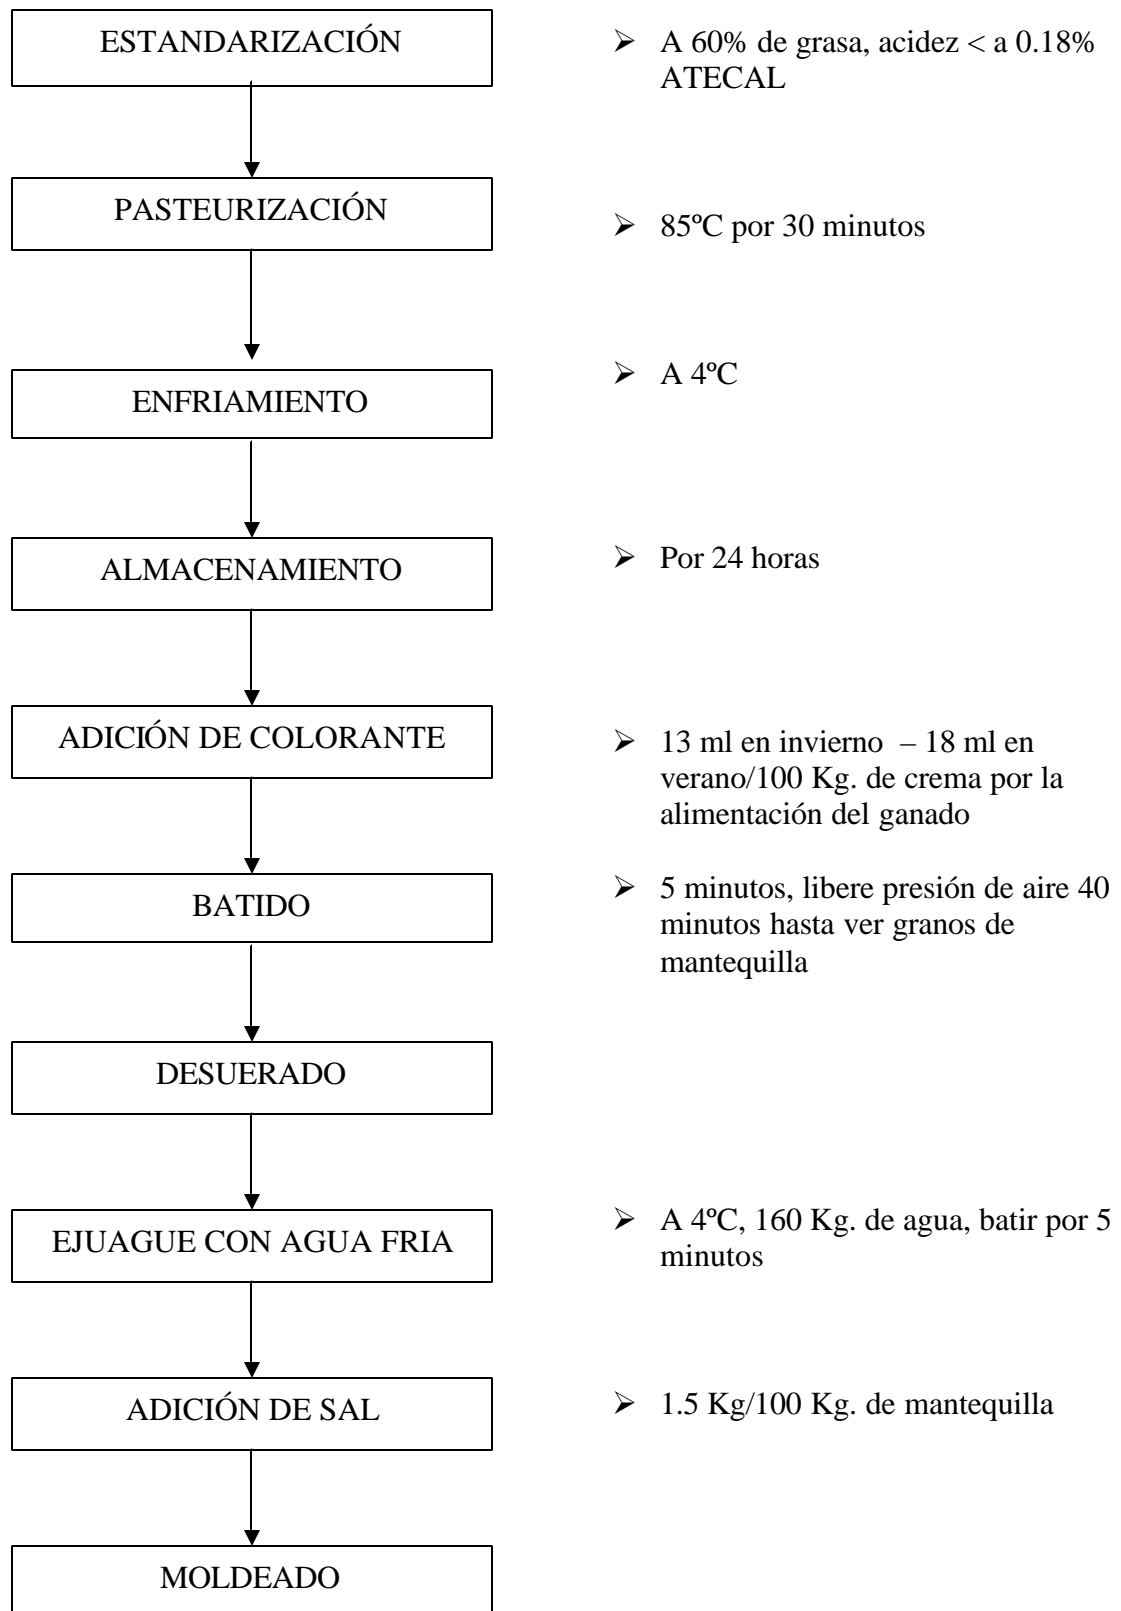 ESTANDARIZACIÓN
➢ A 60% de grasa, acidez < a 0.18%
ATECAL
PASTEURIZACIÓN
➢ 85ºC por 30 minutos
➢ A 4ºC
ENFRIAMIENTO
ALMACENAMIENTO
➢ Por 24 horas
ADICIÓN DE COLORANTE
➢ 13 ml en invierno – 18 ml en
verano/100 Kg. de crema por la
alimentación del ganado
BATIDO
➢ 5 minutos, libere presión de aire 40
minutos hasta ver granos de
mantequilla
DESUERADO
EJUAGUE CON AGUA FRIA
➢ A 4ºC, 160 Kg. de agua, batir por 5
minutos
ADICIÓN DE SAL
➢ 1.5 Kg/100 Kg. de mantequilla
MOLDEADO